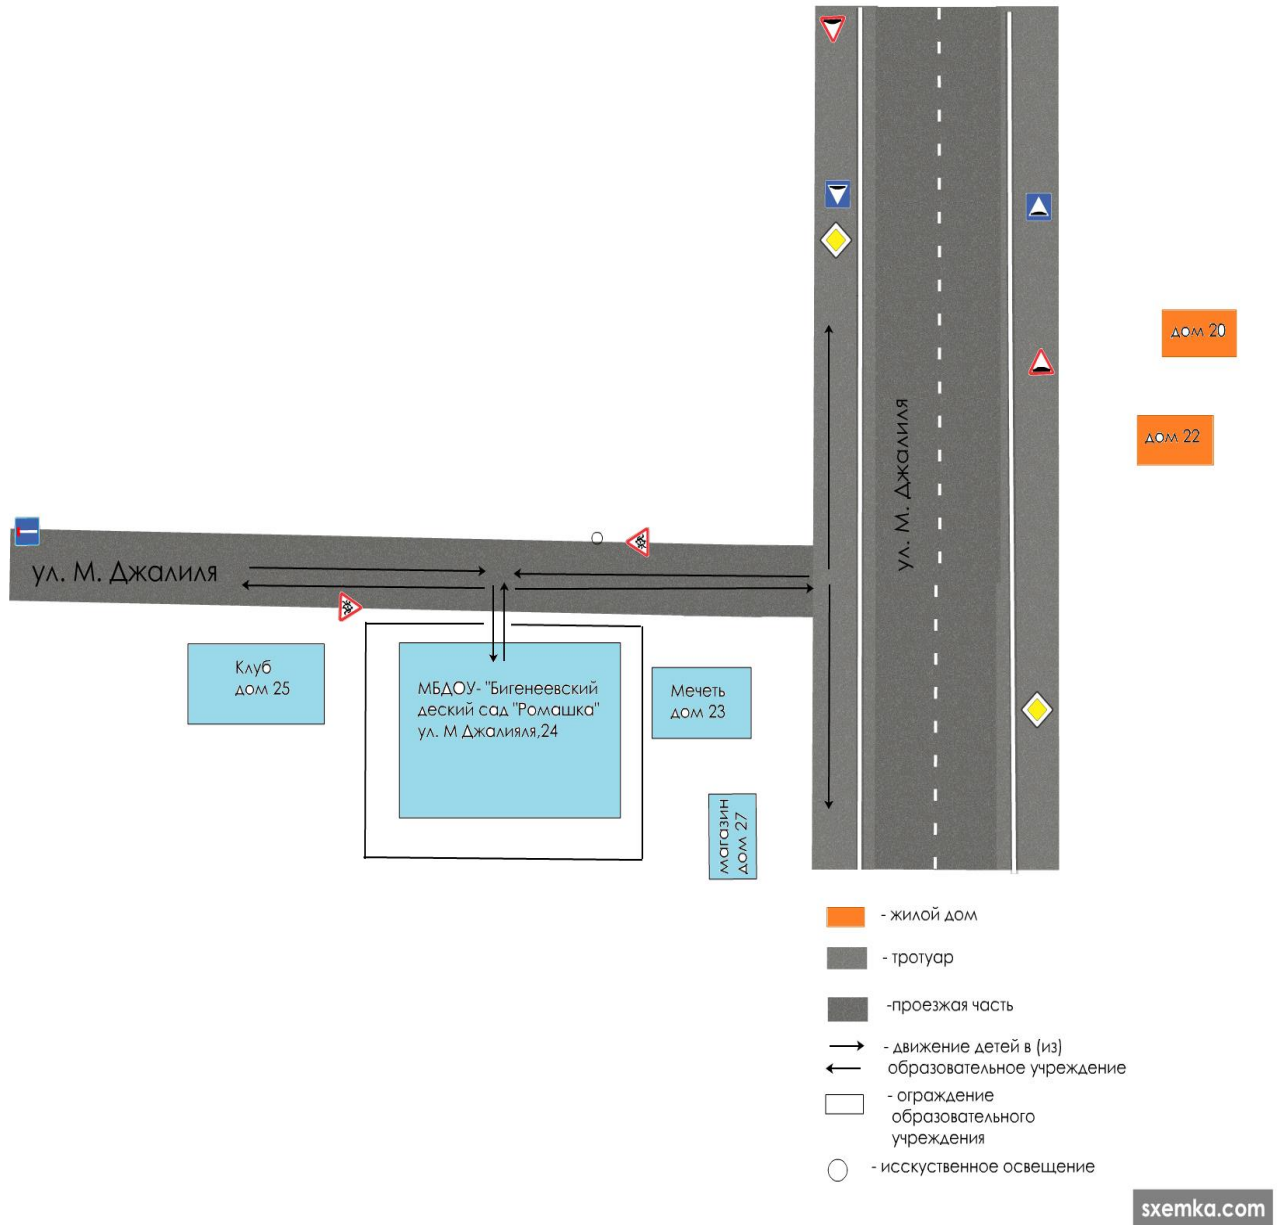 дом 20
дом 22
ул. М. Джалиля
ул. М. Джалиля
Клуб
дом 25
МБДОУ- "Бигенеевский
деский сад "Ромашка"
ул. М Джалияля,24
Мечеть
дом 23
магазин
дом 27
- жилой дом
- тротуар
-проезжая часть
- движение детей в (из)
образовательное учреждение
- ограждение
образовательного
учреждения
- исскуственное освещение
sxemka.com